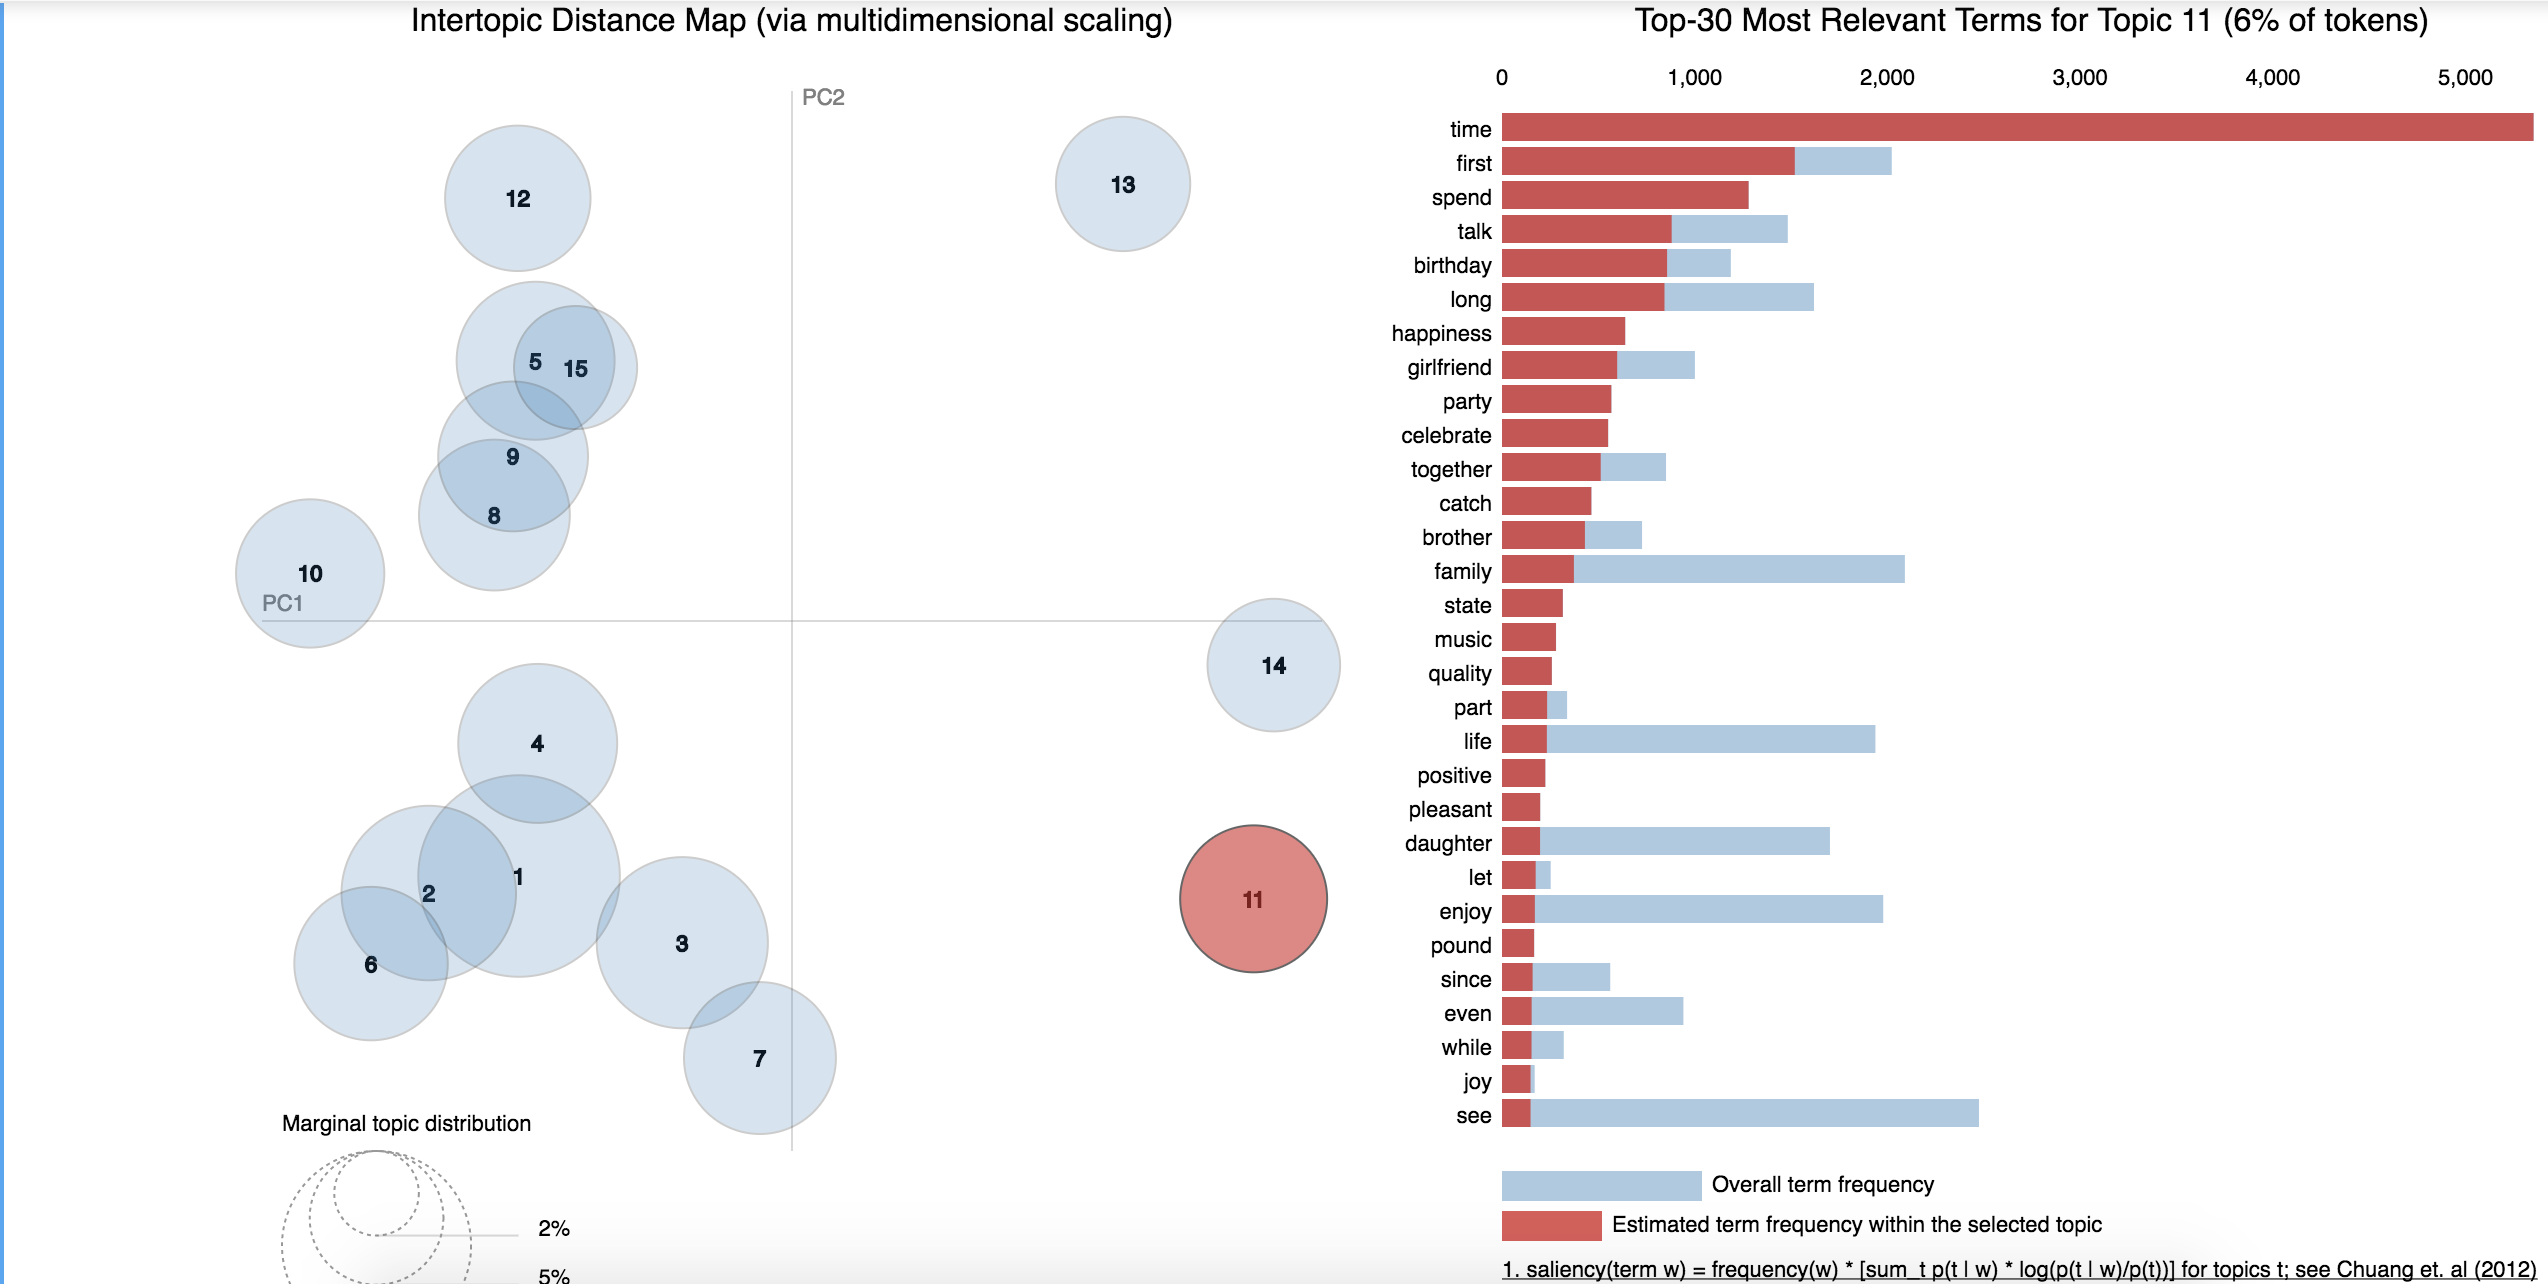 Intertopic Distance Map (via multidimensional scaling)
PC2
12
13
5
15
9
8
10
PC1
14
4
1
2
11
3
6
7
Marginal topic distribution
2%
5%
Top-30 Most Relevant Terms for Topic 11 (6% of tokens)
0 1,000 2,000 3,000 4,000 5,000
time
first
spend
talk
birthday
long
happiness
girlfriend
party
celebrate
together
catch
brother
family
state
music
quality
part
life
positive
pleasant
daughter
let
enjoy
pound
since
even
while
joy
see
Overall term frequency
Estimated term frequency within the selected topic
1. saliency(term w) = frequency(w) * [sum_t p(t | w) * log(p(t | w)/p(t))] for topics t; see Chuang et. al (2012)